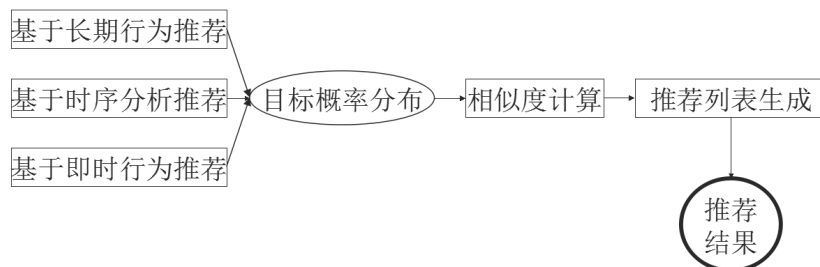 基于长期行为推荐
基于时序分析推荐
目标概率分布
相似度计算
推荐列表生成
基于即时行为推荐
推荐
结果